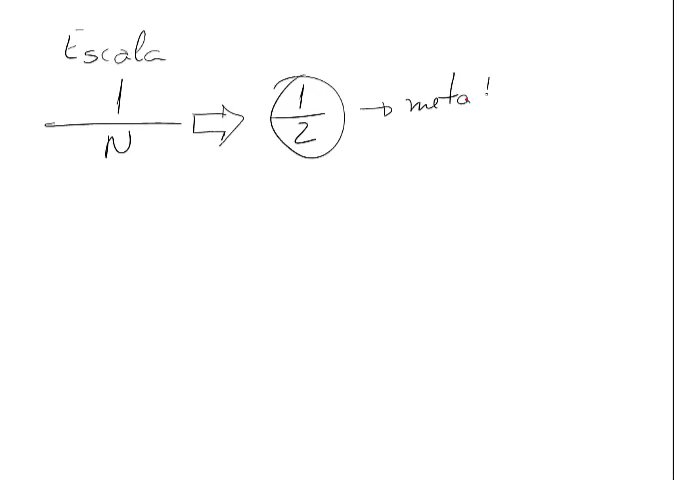 Escala
1/N ⇒ 1/2 → meta!